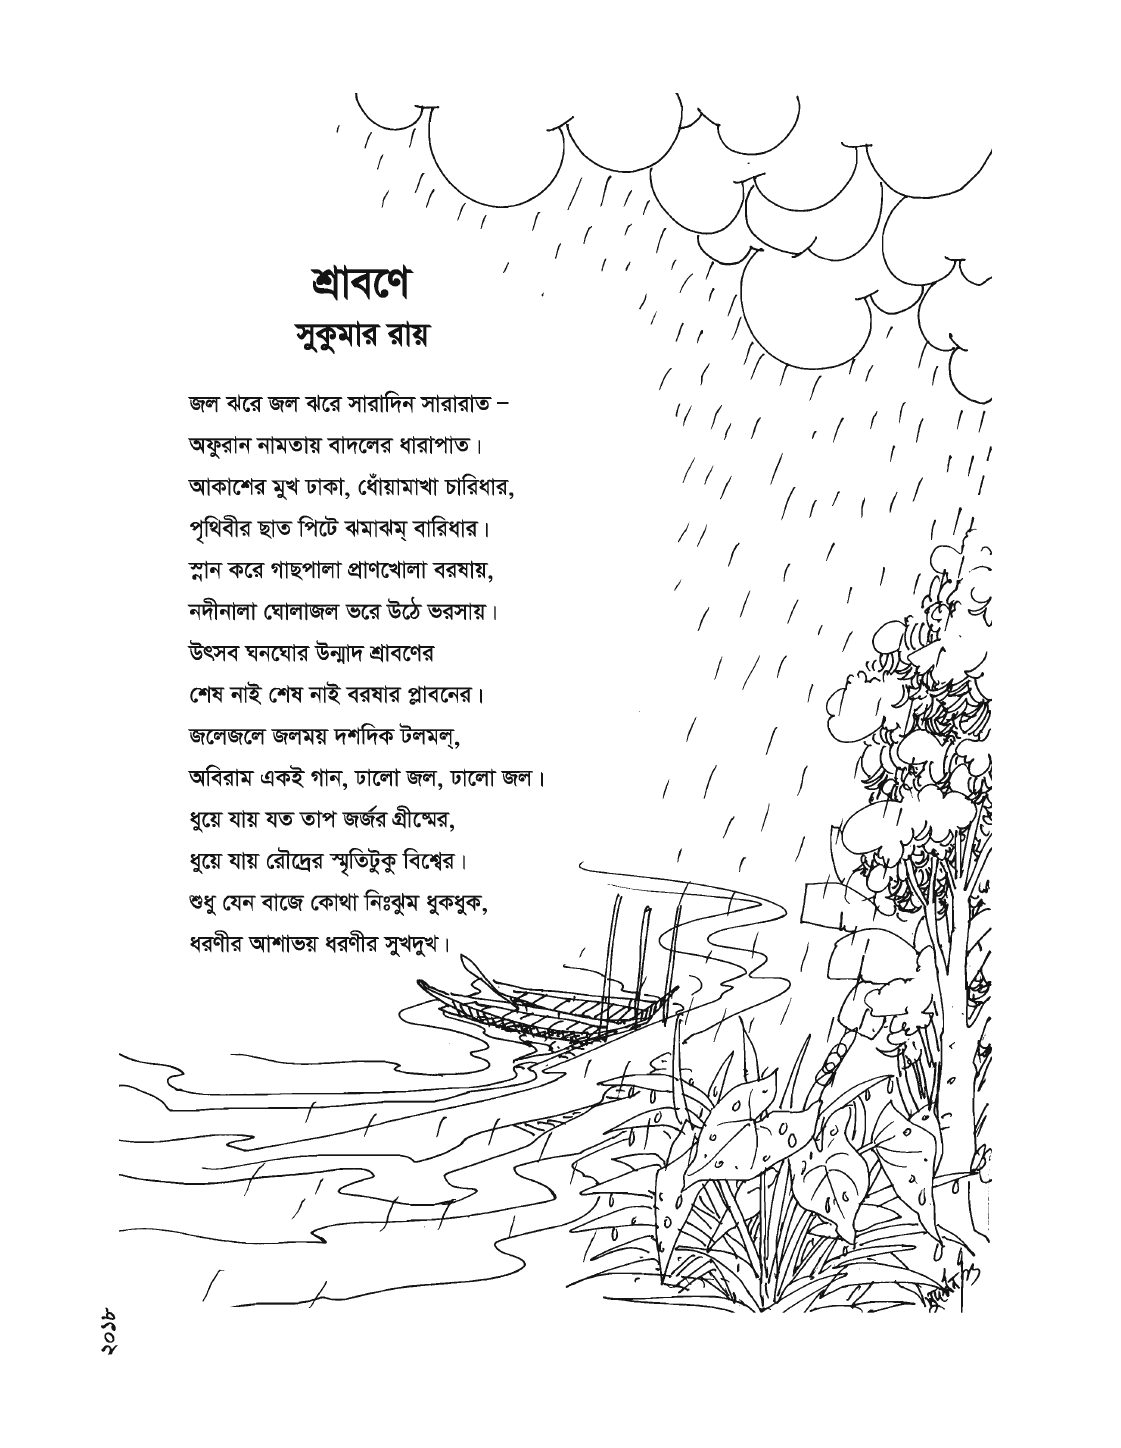 শ্রাবণে
সুকুমার রায়
জল ঝরে জল ঝরে সারাদিন সারারাত –
অফুরান নামতায় বাদলের ধারাপাত।
আকাশের মুখ ঢাকা, ধোঁয়ামাখা চারিধার,
পৃথিবীর ছাত পিটে ঝমাঝম্ বারিধার।
স্নান করে গাছপালা প্রাণখোলা বরষায়,
নদীনালা ঘোলাজল ভরে উঠে ভরসায়।
উৎসব ঘনঘোর উন্মাদ শ্রাবণের
শেষ নাই শেষ নাই বরষার প্লাবনের।
জলেজলে জলময় দশদিক টলমল্,
অবিরাম একই গান, ঢালো জল, ঢালো জল।
ধুয়ে যায় যত তাপ জর্জর গ্রীষ্মের,
ধুয়ে যায় রৌদ্রের স্মৃতিটুকু বিশ্বের।
শুধু যেন বাজে কোথা নিঃঝুম ধুকধুক,
ধরণীর আশাভয় ধরণীর সুখদুখ।
২০১৮